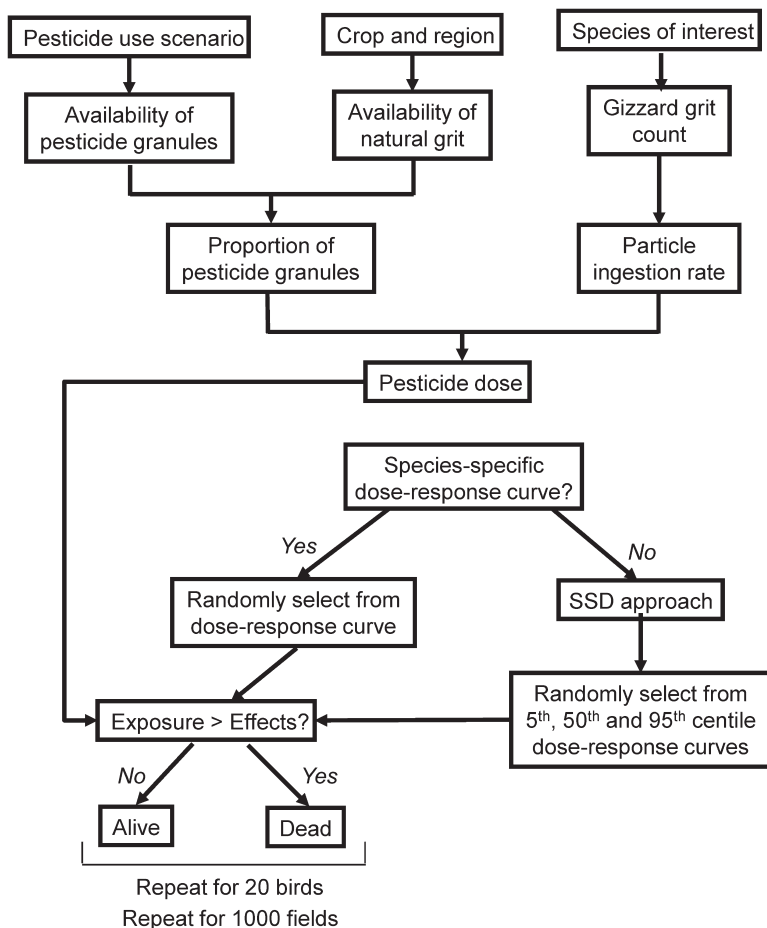 Pesticide use scenario
Crop and region
Species of interest
Availability of
pesticide granules
Availability of
natural grit
Gizzard grit
count
Proportion of
pesticide granules
Particle
ingestion rate
Pesticide dose
Species-specific
dose-response curve?
Yes
No
Randomly select from
dose-response curve
SSD approach
Randomly select from
5th, 50th and 95th centile
dose-response curves
Exposure > Effects?
No
Yes
Alive
Dead
Repeat for 20 birds
Repeat for 1000 fields